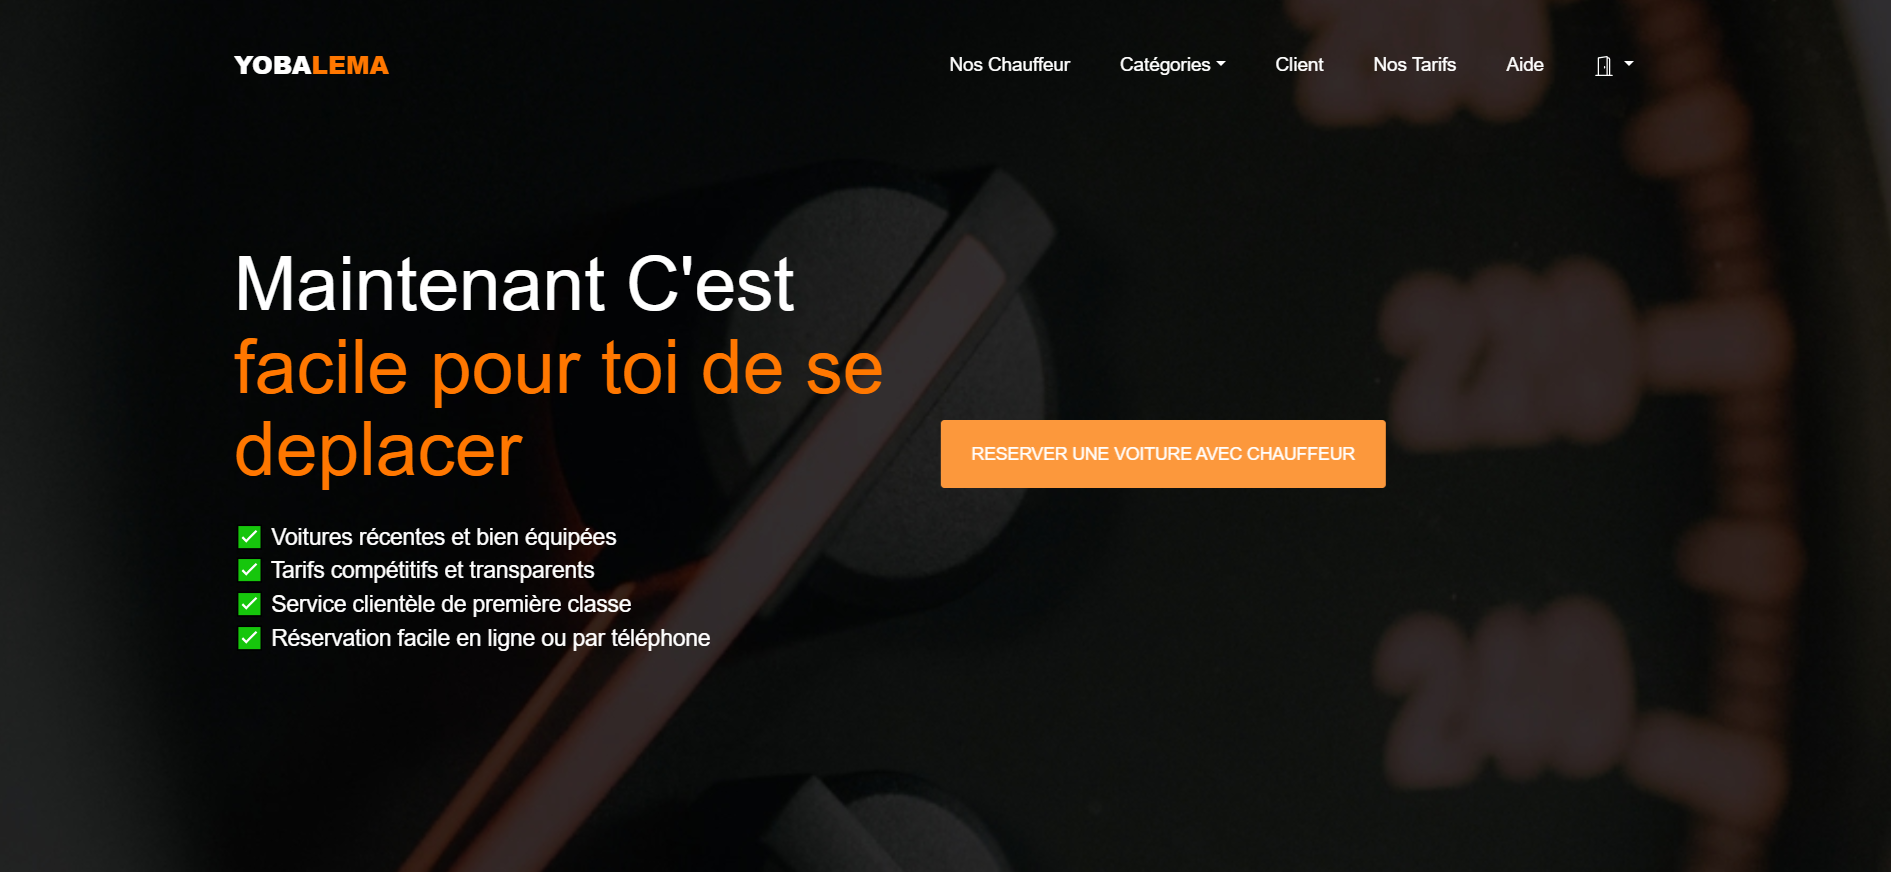 YOBALEMA
Nos Chauffeur
Catégories
Client
Nos Tarifs
Aide
Maintenant C'est
facile pour toi de se
deplacer
RESERVER UNE VOITURE AVEC CHAUFFEUR
Voitures récentes et bien équipées
Tarifs compétitifs et transparents
Service clientèle de première classe
Réservation facile en ligne ou par téléphone